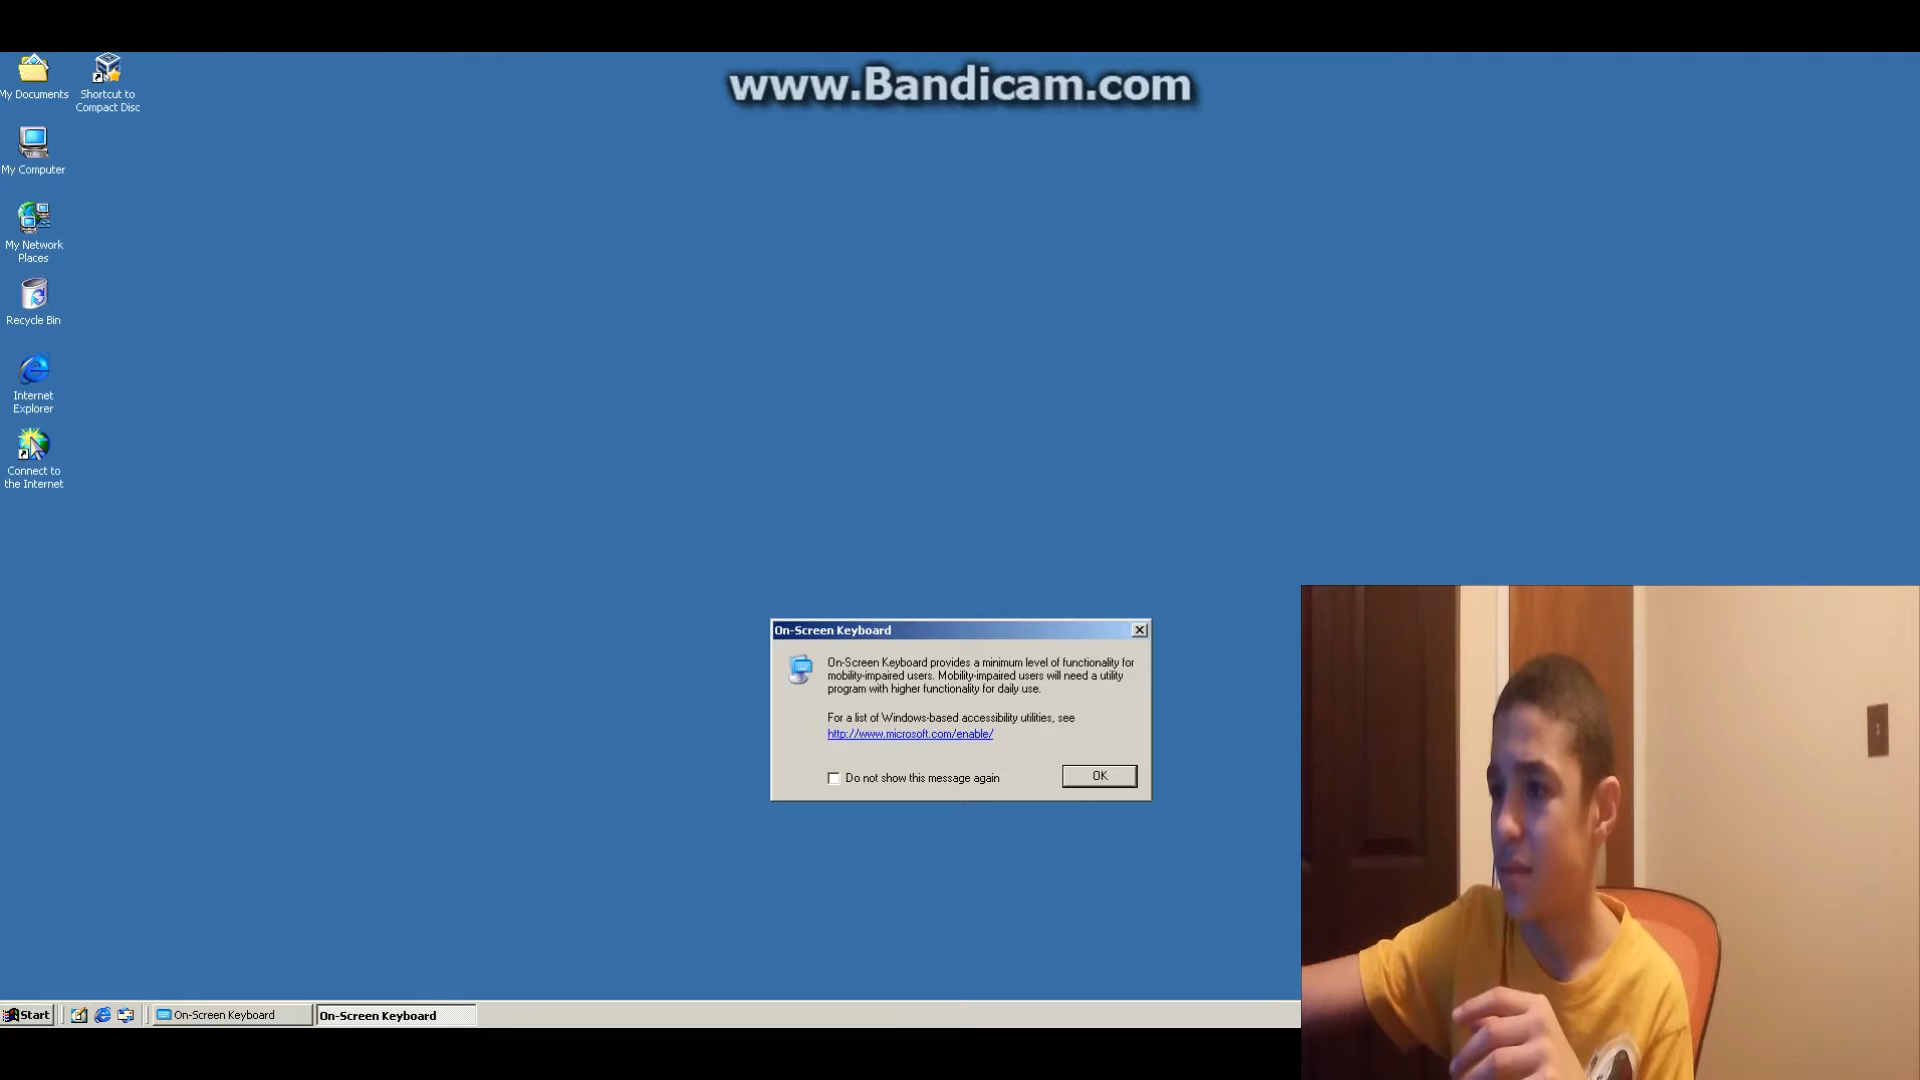 www.Bandicam.com
My Documents
Shortcut to
Compact Disc
My Computer
My Network
Places
Recycle Bin
Internet
Explorer
Connect to
the Internet
On-Screen Keyboard
On-Screen Keyboard provides a minimum level of functionality for
mobility-impaired users. Mobility-impaired users will need a utility
program with higher functionality for daily use.
For a list of Windows-based accessibility utilities, see
http://www.microsoft.com/enable/
Do not show this message again
OK
Start
On-Screen Keyboard
On-Screen Keyboard